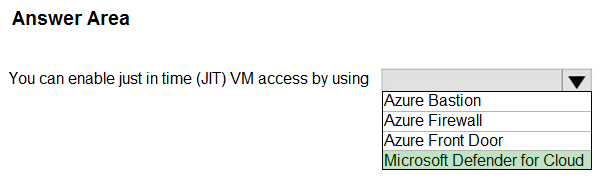 Answer Area
You can enable just in time (JIT) VM access by using
Azure Bastion
Azure Firewall
Azure Front Door
Microsoft Defender for Cloud